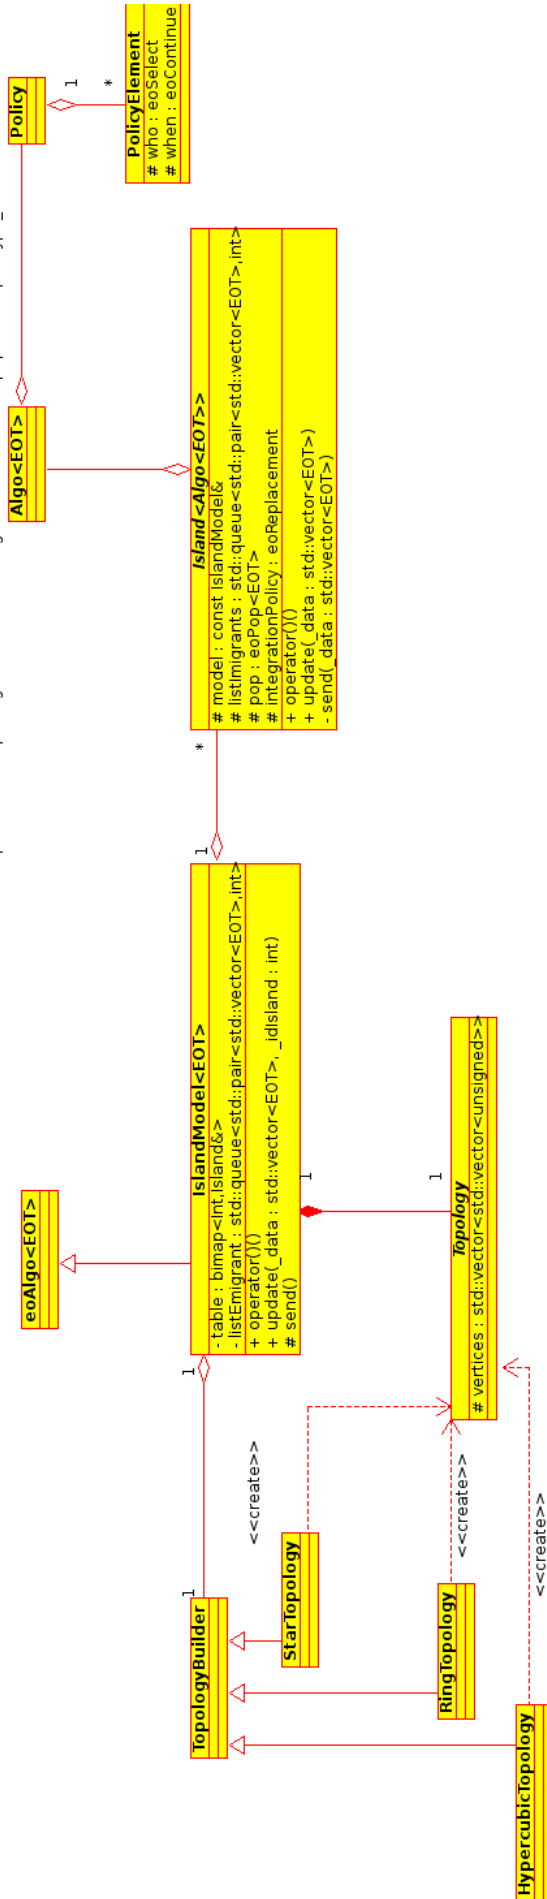 eoAlgo<EOT>
Algo<EOT>
Policy
1
*
PolicyElement
# who : eoSelect
# when : eoContinue
TopologyBuilder
1
1
IslandModel<EOT>
- table : bimap<Int,Island&>
- listEmigrant : std::queue<std::pair<std::vector<EOT>,int>
+ operator()()
+ update(_data : std::vector<EOT>, _idIsland : int)
# send()
1
*
Island<Algo<EOT>>
# model : const IslandModel&
# listImigrants : std::queue<std::pair<std::vector<EOT>,int>
# pop : eoPop<EOT>
# integrationPolicy : eoReplacement
+ operator()()
+ update(_data : std::vector<EOT>)
- send(_data : std::vector<EOT>)
StarTopology
<<create>>
1
1
RingTopology
<<create>>
Topology
# vertices : std::vector<std::vector<unsigned>>
HypercubicTopology
<<create>>